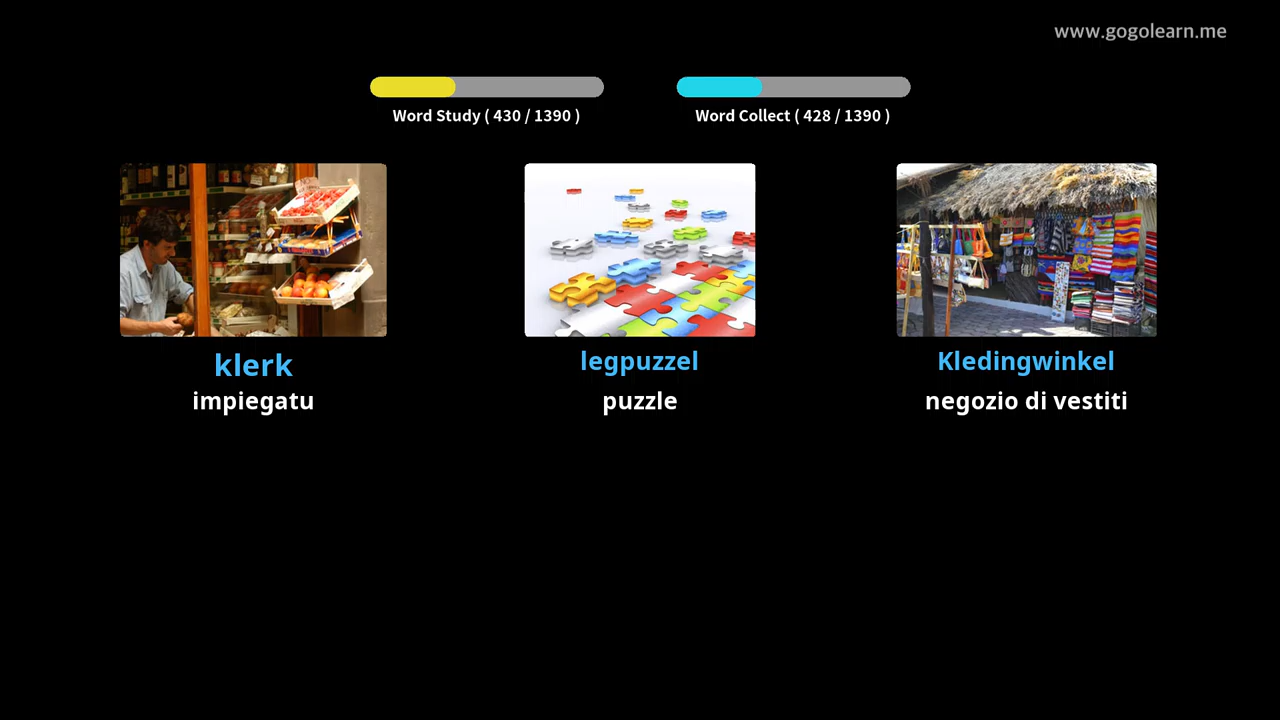 www.gogolearn.me
Word Study ( 430 / 1390 )
Word Collect ( 428 / 1390 )
klerk
impiegatu
legpuzzel
puzzle
Kledingwinkel
negozio di vestiti